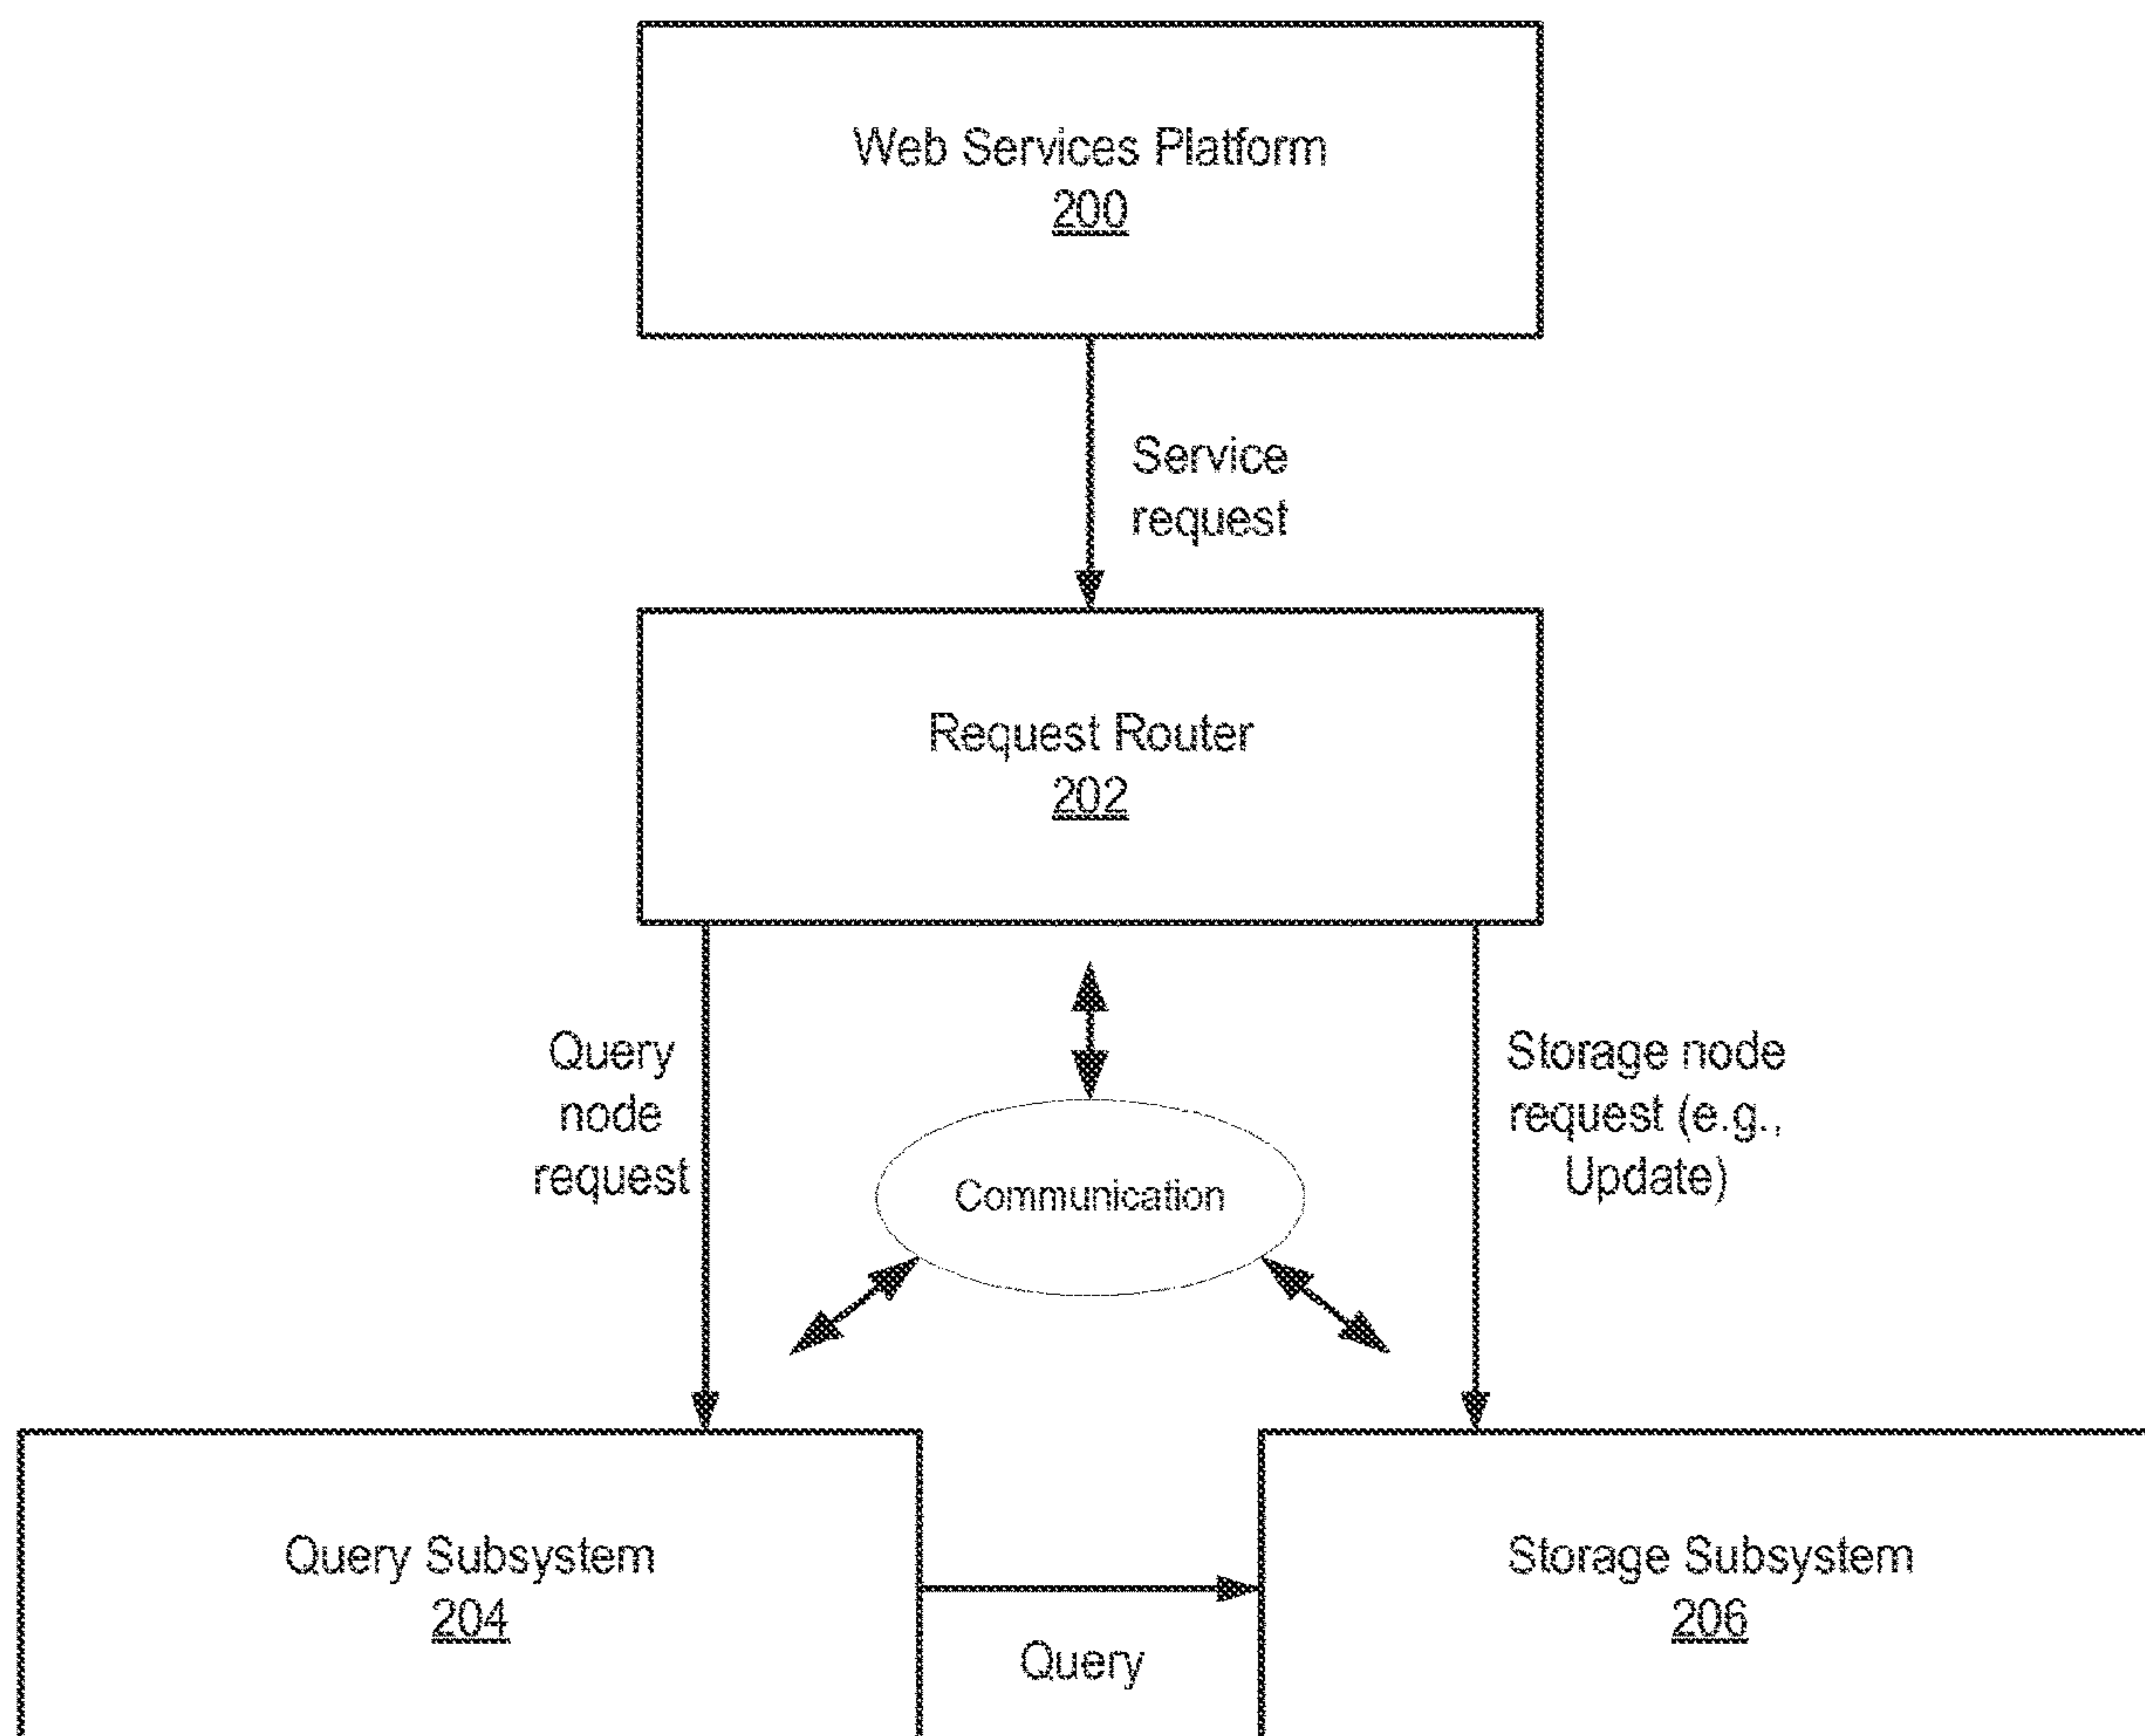 Web Services Platform
200
Service
request
Request Router
202
Query
node
request
Communication
Storage node
request (e.g.,
Update)
Query Subsystem
204
Query
Storage Subsystem
206